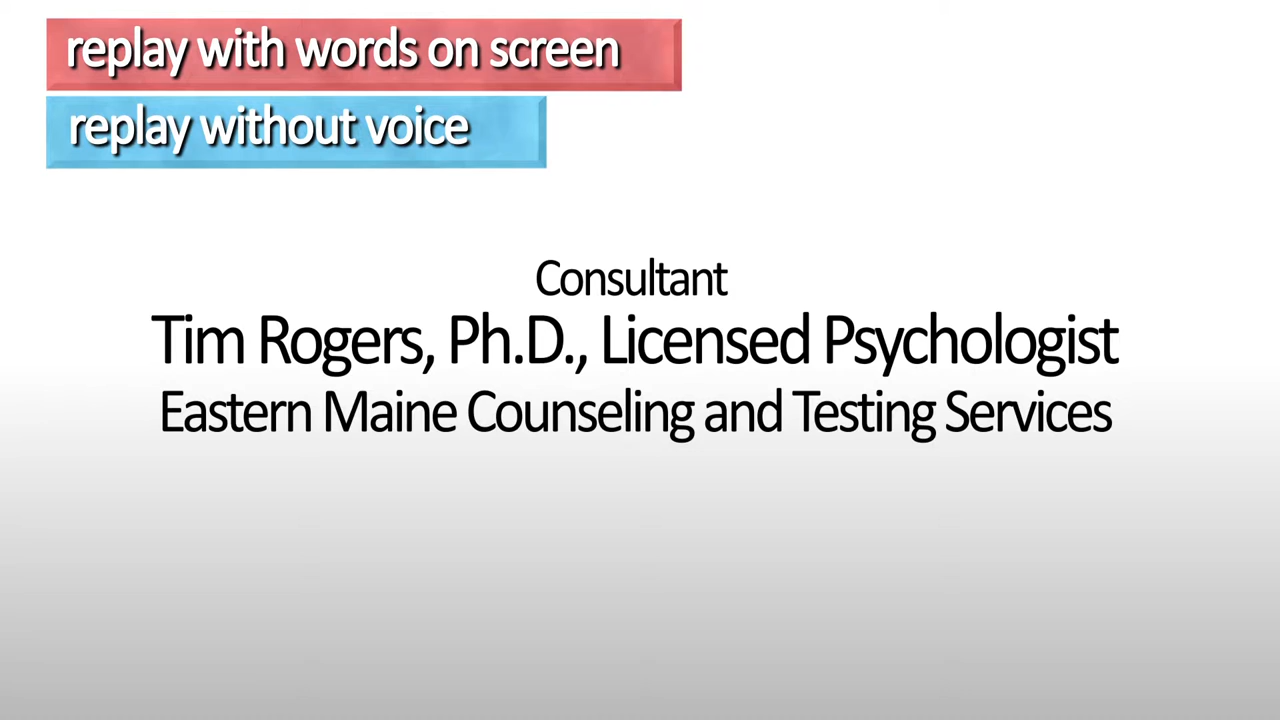 replay with words on screen
replay without voice
Consultant
Tim Rogers, Ph.D., Licensed Psychologist
Eastern Maine Counseling and Testing Services